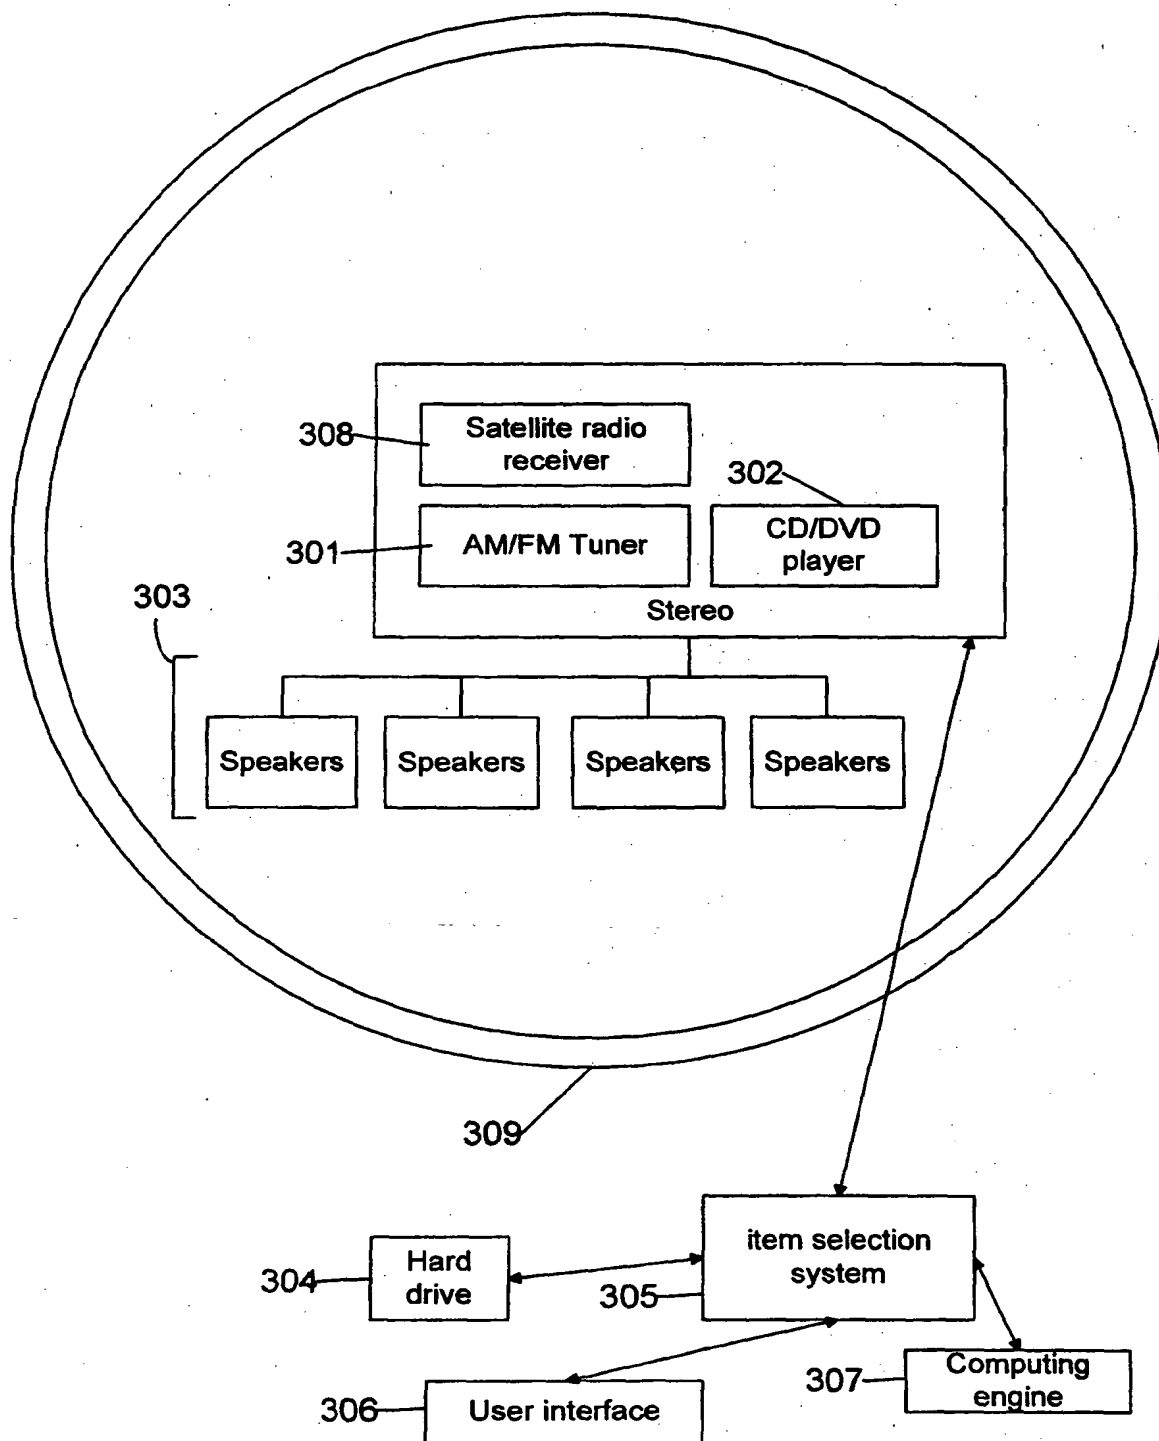 308
Satellite radio
receiver
302
301
AM/FM Tuner
CD/DVD
player
303
Stereo
Speakers
Speakers
Speakers
Speakers
309
304
Hard
drive
305
item selection
system
306
User interface
307
Computing
engine